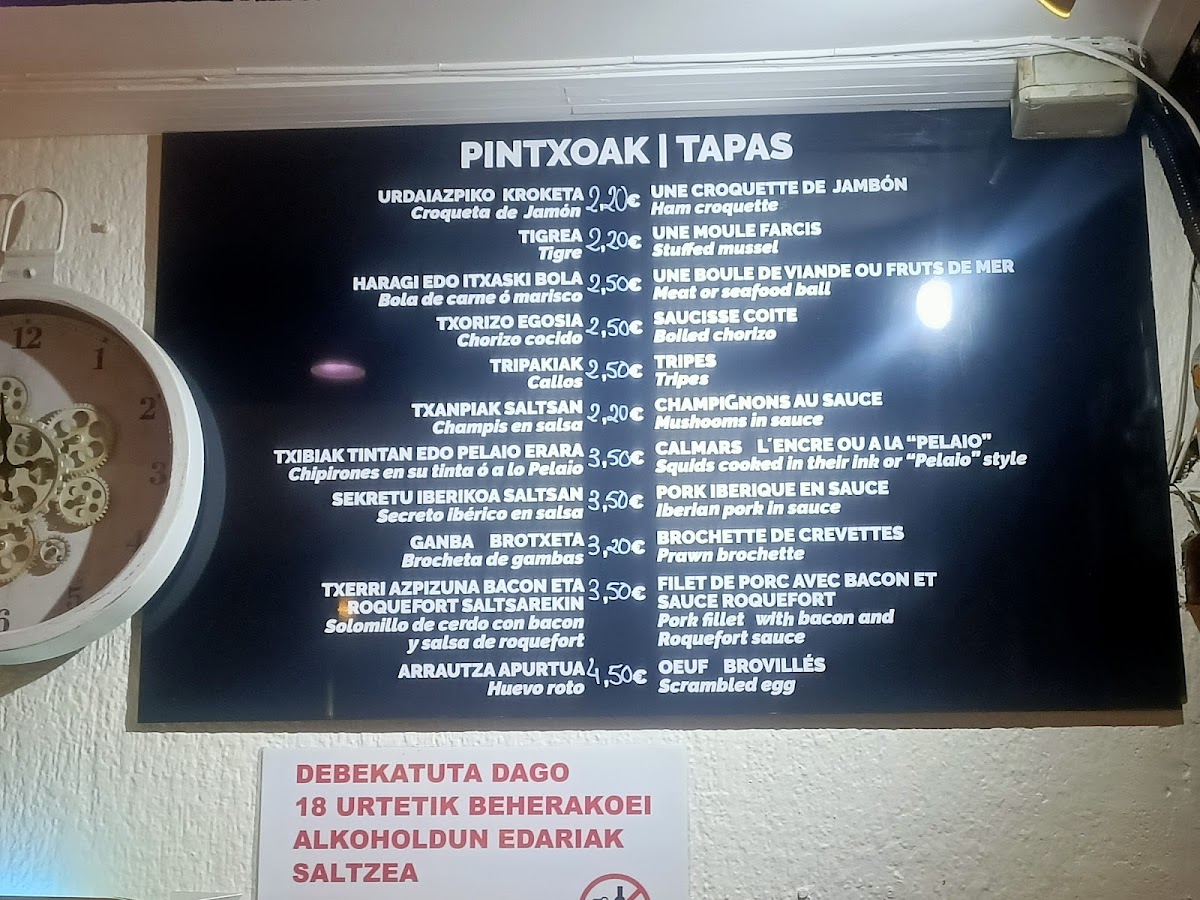 PINTXOAK | TAPAS
URDAIAZPIKO KROKETA 2,20€ UNE CROQUETTE DE JAMBÓN
Croqueta de Jamón Ham croquette
TIGREA 2,20€ UNE MOULE FARCIS
Tigre Stuffed mussel
HARAGI EDO ITXASKI BOLA 2,50€ UNE BOULE DE VIANDE OU FRUTS DE MER
Bola de carne ó marisco Meat or seafood ball
TXORIZO EGOSIA 2,50€ SAUCISSE COITE
Chorizo cocido Bolled chorizo
TRIPAKIAK 2,50€ TRIPES
Callos Tripes
TXANPIAK SALTSAN 2,20€ CHAMPIGNONS AU SAUCE
Champis en salsa Mushooms in sauce
TXIBIAK TINTAN EDO PELAIO ERARA 3,50€ CALMARS L´ENCRE OU A LA “PELAIO”
Chipirones en su tinta ó a lo Pelaio Squids cooked in their ink or “Pelaio” style
SEKRETU IBERIKOA SALTSAN 3,50€ PORK IBERIQUE EN SAUCE
Secreto ibérico en salsa Iberian pork in sauce
GANBA BROTXETA 3,20€ BROCHETTE DE CREVETTES
Brocheta de gambas Prawn brochette
TXERRI AZPIZUNA BACON ETA 3,50€ FILET DE PORC AVEC BACON ET
ROQUEFORT SALTSAREKIN SAUCE ROQUEFORT
Solomillo de cerdo con bacon Pork fillet with bacon and
y salsa de roquefort Roquefort sauce
ARRAUTZA APURTUA 4,50€ OEUF BROVILLÉS
Huevo roto Scrambled egg
12
1
2
3
4
5
6
DEBEKATUTA DAGO
18 URTETIK BEHERAKOEI
ALKOHOLDUN EDARIAK
SALTZEA